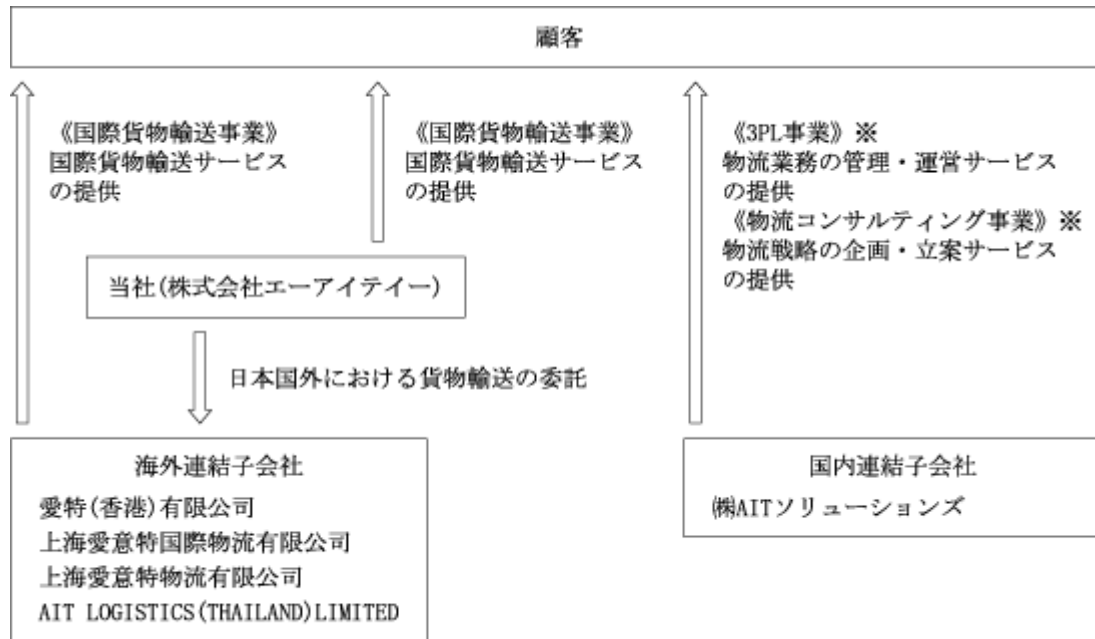 顧客
《国際貨物輸送事業》
国際貨物輸送サービス
の提供
《国際貨物輸送事業》
国際貨物輸送サービス
の提供
《3PL事業》※
物流業務の管理・運営サービス
の提供
《物流コンサルティング事業》※
物流戦略の企画・立案サービス
の提供
当社(株式会社エーアイテイー)
日本国外における貨物輸送の委託
海外連結子会社
愛特(香港)有限公司
上海愛意特国際物流有限公司
上海愛意特物流有限公司
AIT LOGISTICS(THAILAND)LIMITED
国内連結子会社
㈱AITソリューションズ